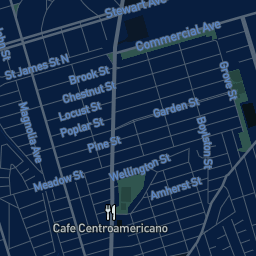 Stewart Ave
Commercial Ave
St James St N
Brook St
Chestnut St
Locust St
Poplar St
Pine St
Garden St
Grove St
Boylston St
Magnolia Ave
Meadow St
Wellington St
Amherst St
Cafe Centroamericano